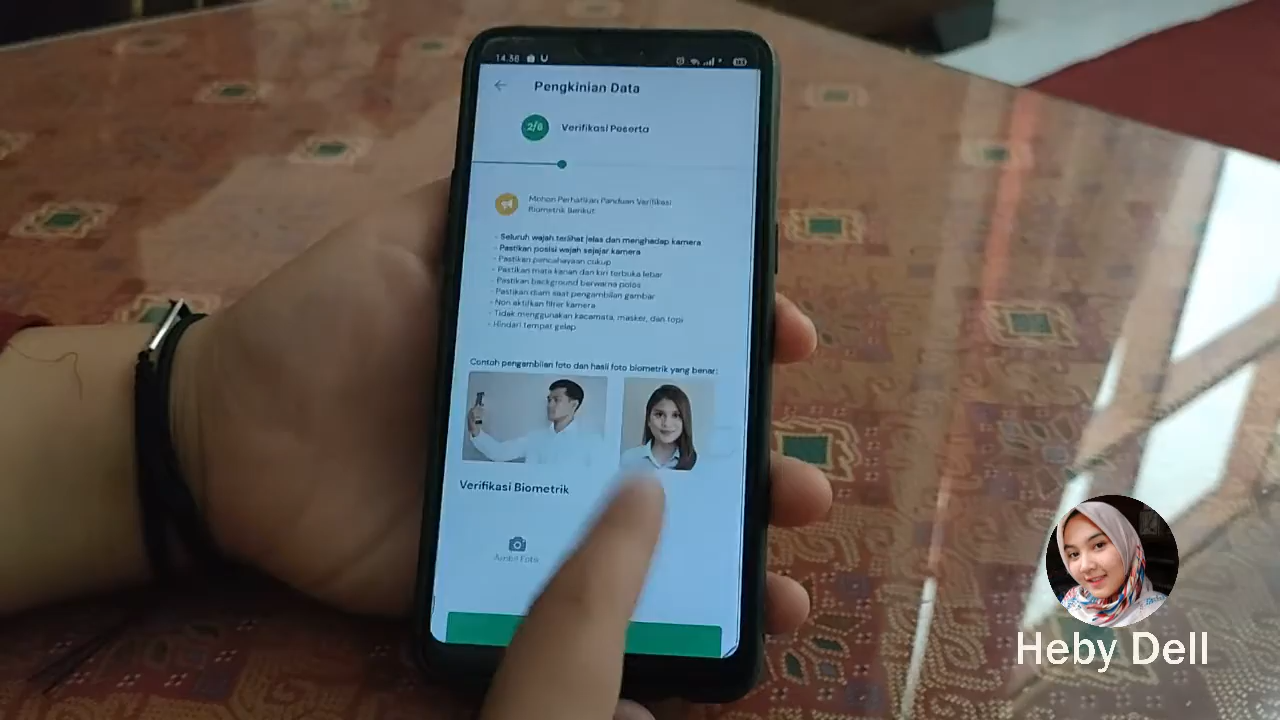 14.38
Pengkinian Data
2/6
Verifikasi Peserta
Mohon Perhatikan Panduan Verifikasi
Biometrik Berikut:
- Seluruh wajah terlihat jelas dan menghadap kamera
- Pastikan posisi wajah sejajar kamera
- Pastikan pencahayaan cukup
- Pastikan mata kanan dan kiri terbuka lebar
- Pastikan background berwarna polos
- Pastikan diam saat pengambilan gambar
- Non aktifkan filter kamera
- Tidak menggunakan kacamata, masker, dan topi
- Hindari tempat gelap
Contoh pengambilan foto dan hasil foto biometrik yang benar:
Verifikasi Biometrik
Ambil Foto
Heby Dell